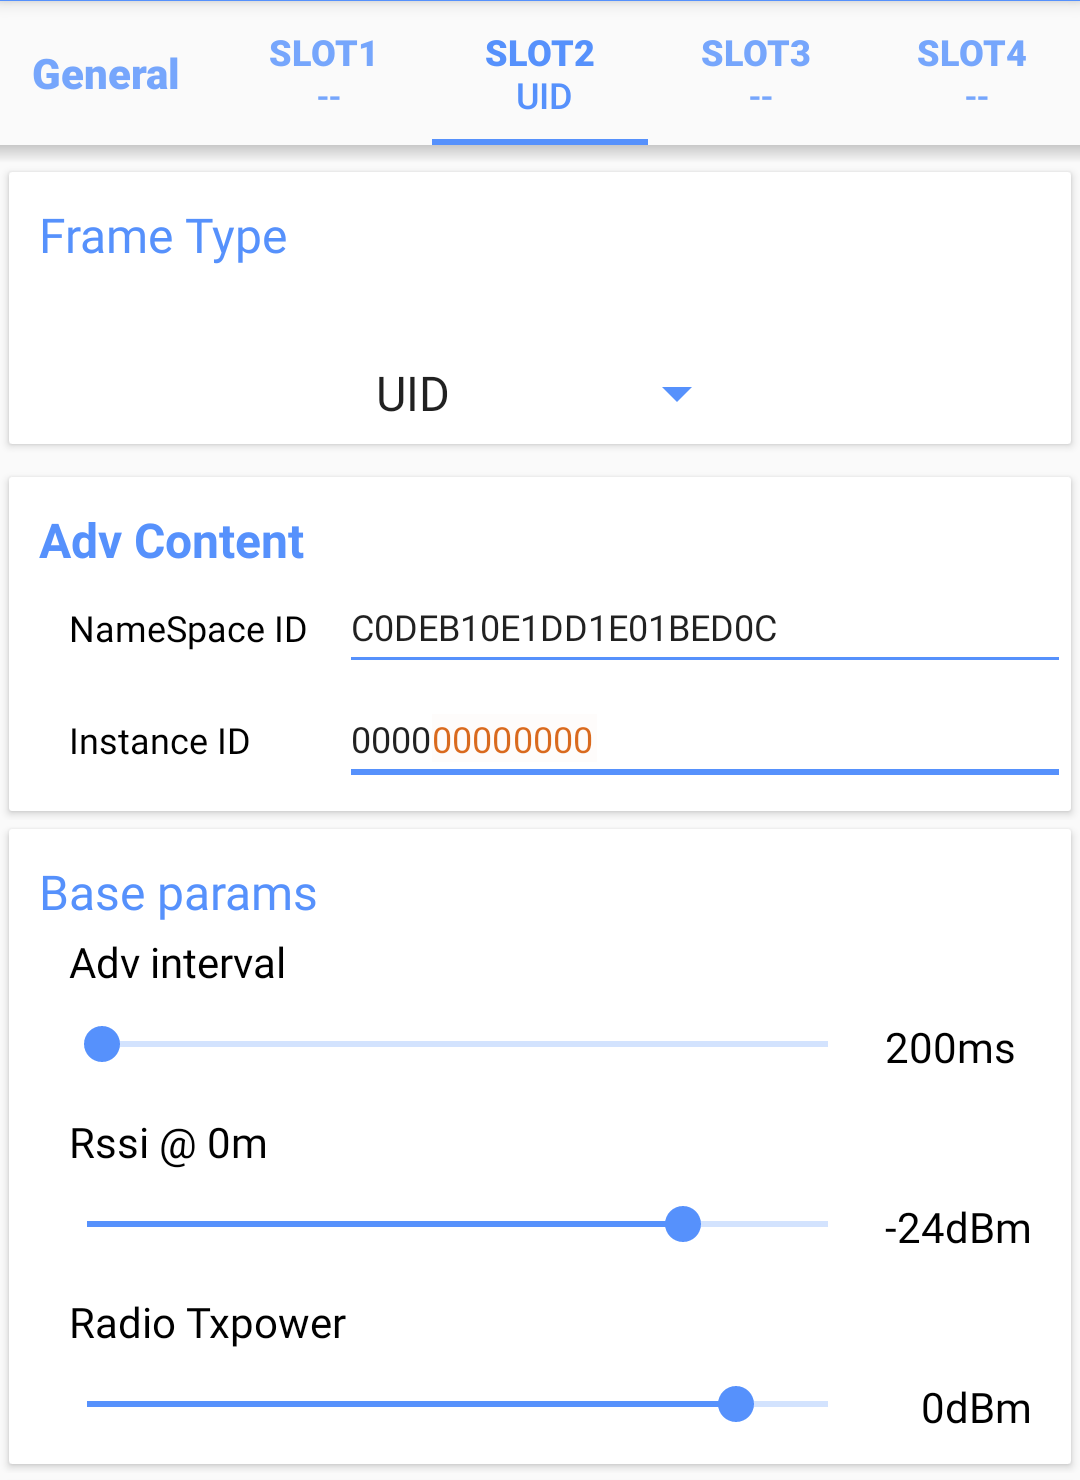 General
SLOT1
--
SLOT2
UID
SLOT3
--
SLOT4
--
Frame Type
UID
Adv Content
NameSpace ID C0DEB10E1DD1E01BED0C
Instance ID 000000000000
Base params
Adv interval
200ms
Rssi @ 0m
-24dBm
Radio Txpower
0dBm